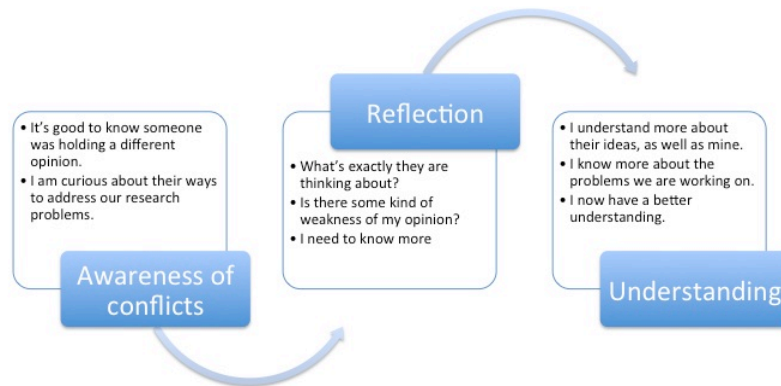 • It's good to know someone
was holding a different
opinion.
• I am curious about their ways
to address our research
problems.
Awareness of
conflicts
Reflection
• What's exactly they are
thinking about?
• Is there some kind of
weakness of my opinion?
• I need to know more
• I understand more about
their ideas, as well as mine.
• I know more about the
problems we are working on.
• I now have a better
understanding.
Understanding